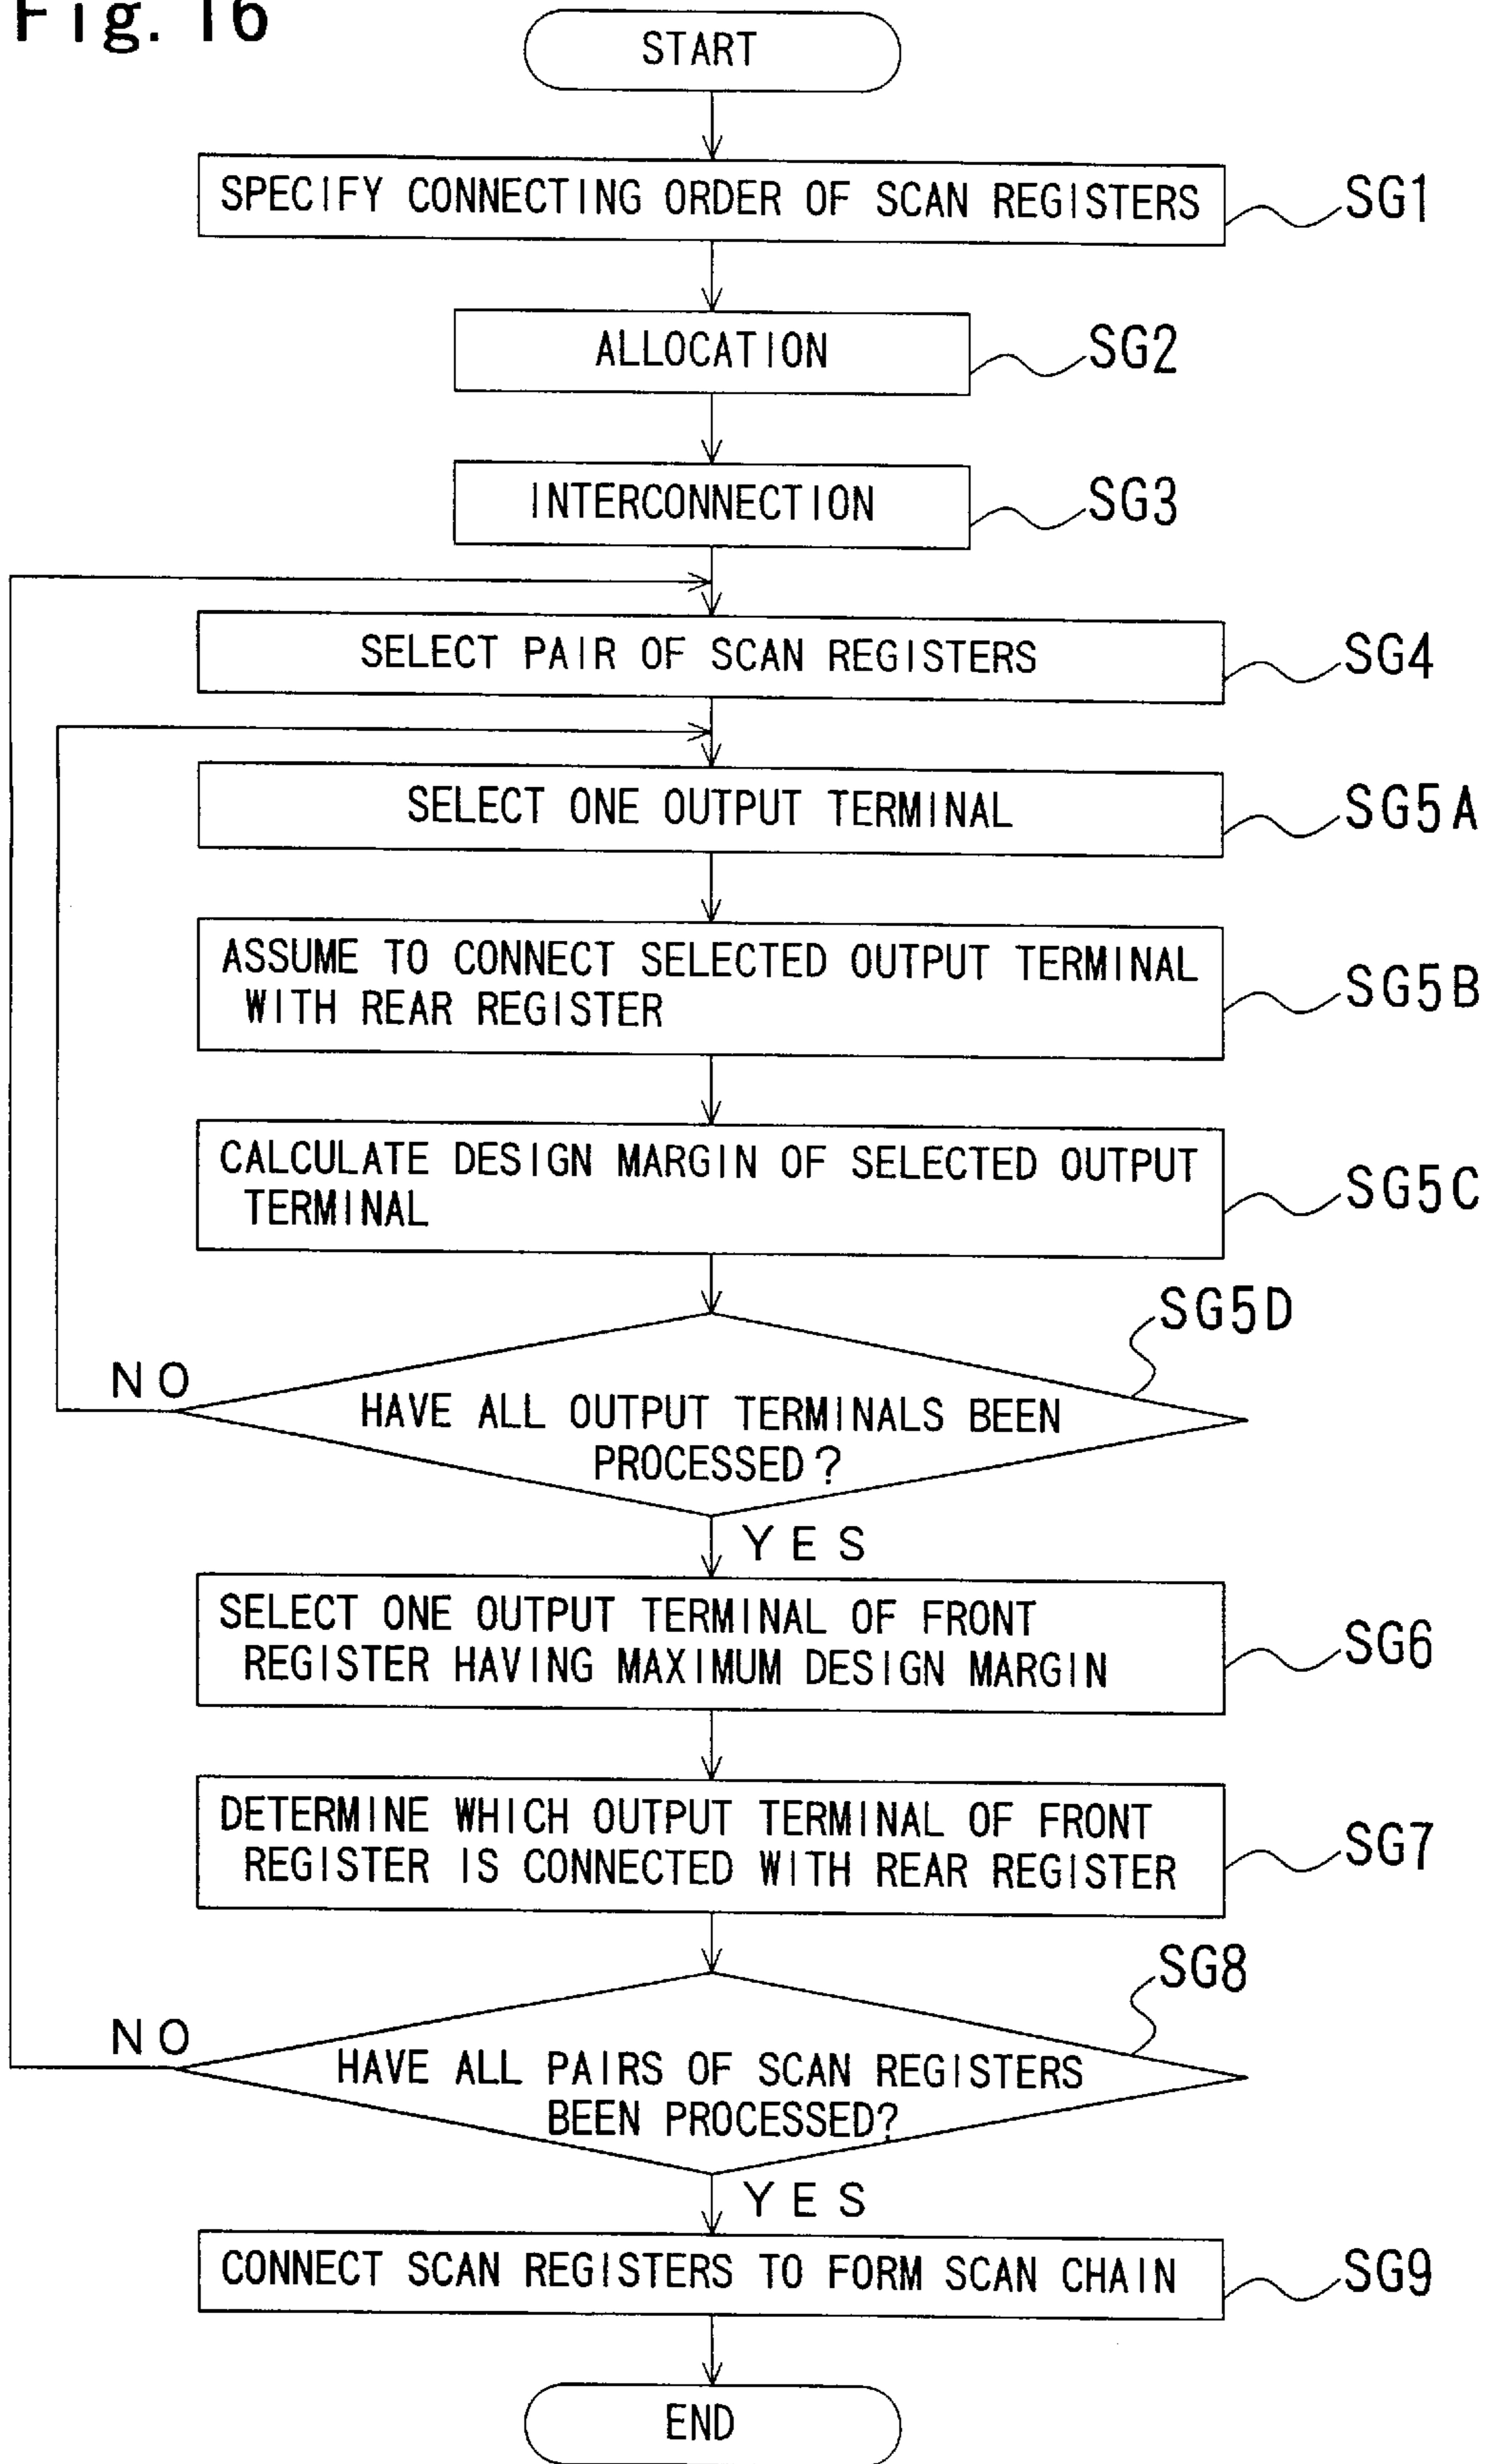 Fig. 16
START
SPECIFY CONNECTING ORDER OF SCAN REGISTERS
SG1
ALLOCATION
SG2
INTERCONNECTION
SG3
SELECT PAIR OF SCAN REGISTERS
SG4
SELECT ONE OUTPUT TERMINAL
SG5A
ASSUME TO CONNECT SELECTED OUTPUT TERMINAL
WITH REAR REGISTER
SG5B
CALCULATE DESIGN MARGIN OF SELECTED OUTPUT
TERMINAL
SG5C
SG5D
NO
HAVE ALL OUTPUT TERMINALS BEEN
PROCESSED?
YES
SELECT ONE OUTPUT TERMINAL OF FRONT
REGISTER HAVING MAXIMUM DESIGN MARGIN
SG6
DETERMINE WHICH OUTPUT TERMINAL OF FRONT
REGISTER IS CONNECTED WITH REAR REGISTER
SG7
SG8
NO
HAVE ALL PAIRS OF SCAN REGISTERS
BEEN PROCESSED?
YES
CONNECT SCAN REGISTERS TO FORM SCAN CHAIN
SG9
END